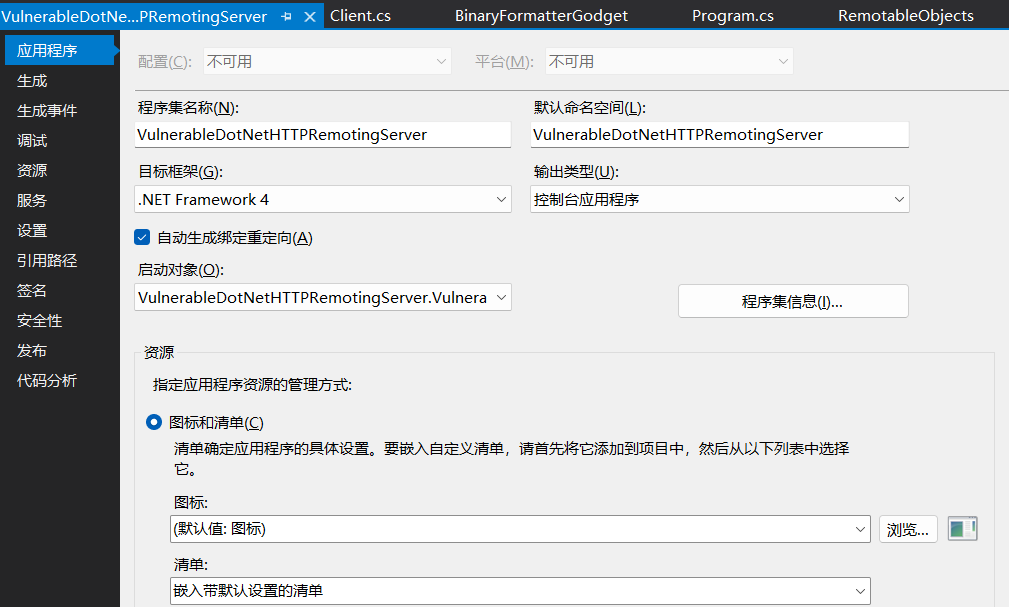 VulnerableDotNe...PRemotingServer Client.cs BinaryFormatterGodget Program.cs RemotableObjects
应用程序
生成
生成事件
调试
资源
服务
设置
引用路径
签名
安全性
发布
代码分析
配置(C): 不可用 平台(M): 不可用
程序集名称(N): 默认命名空间(L):
VulnerableDotNetHTTPRemotingServer VulnerableDotNetHTTPRemotingServer
目标框架(G): 输出类型(U):
.NET Framework 4 控制台应用程序
自动生成绑定重定向(A)
启动对象(O):
VulnerableDotNetHTTPRemotingServer.Vulnera 程序集信息(I)...
资源
指定应用程序资源的管理方式:
图标和清单(C)
清单确定应用程序的具体设置。要嵌入自定义清单，请首先将它添加到项目中，然后从以下列表中选择
它。
图标:
(默认值: 图标) 浏览...
清单:
嵌入带默认设置的清单